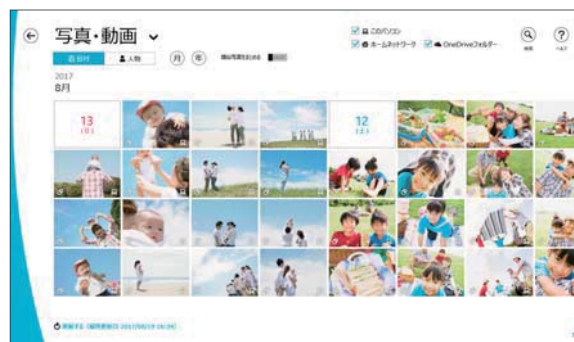 写真・動画
このパソコン
ホームネットワーク OneDriveフォルダー
検索 ヘルプ
日付 人物 月 年
2017
8月
13
(日)
12
(土)